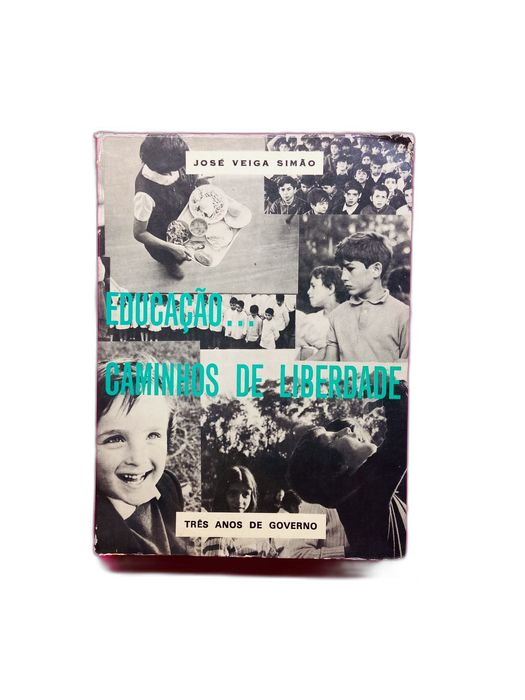 JOSÉ VEIGA SIMÃO
EDUCAÇÃO...
CAMINHOS DE LIBERDADE
TRÊS ANOS DE GOVERNO